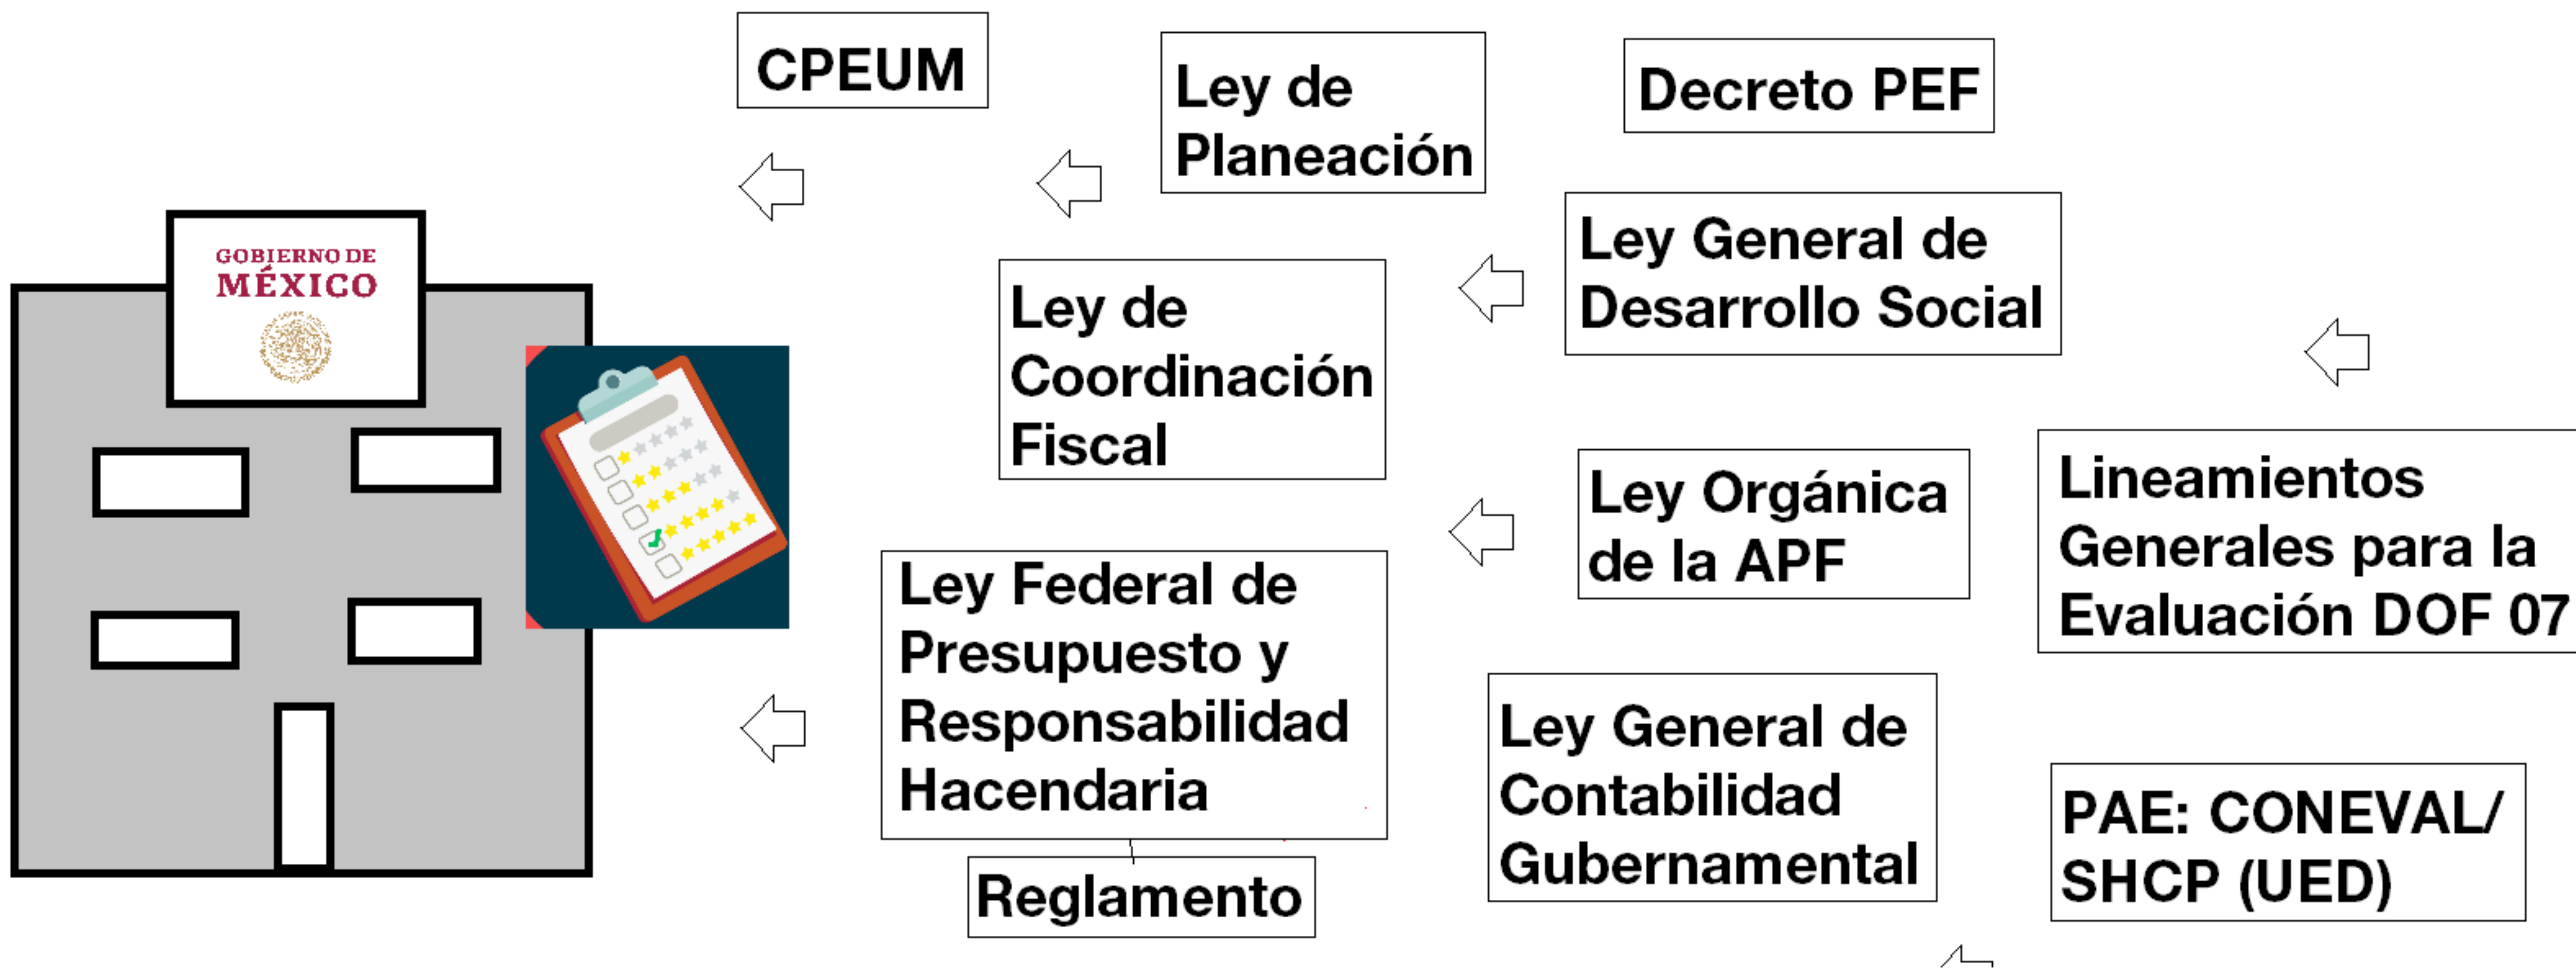 CPEUM
Ley de
Planeación
Decreto PEF
GOBIERNO DE
MÉXICO
Ley de
Coordinación
Fiscal
Ley General de
Desarrollo Social
Ley Orgánica
de la APF
Lineamientos
Generales para la
Evaluación DOF 07
Ley Federal de
Presupuesto y
Responsabilidad
Hacendaria
Reglamento
Ley General de
Contabilidad
Gubernamental
PAE: CONEVAL/
SHCP (UED)